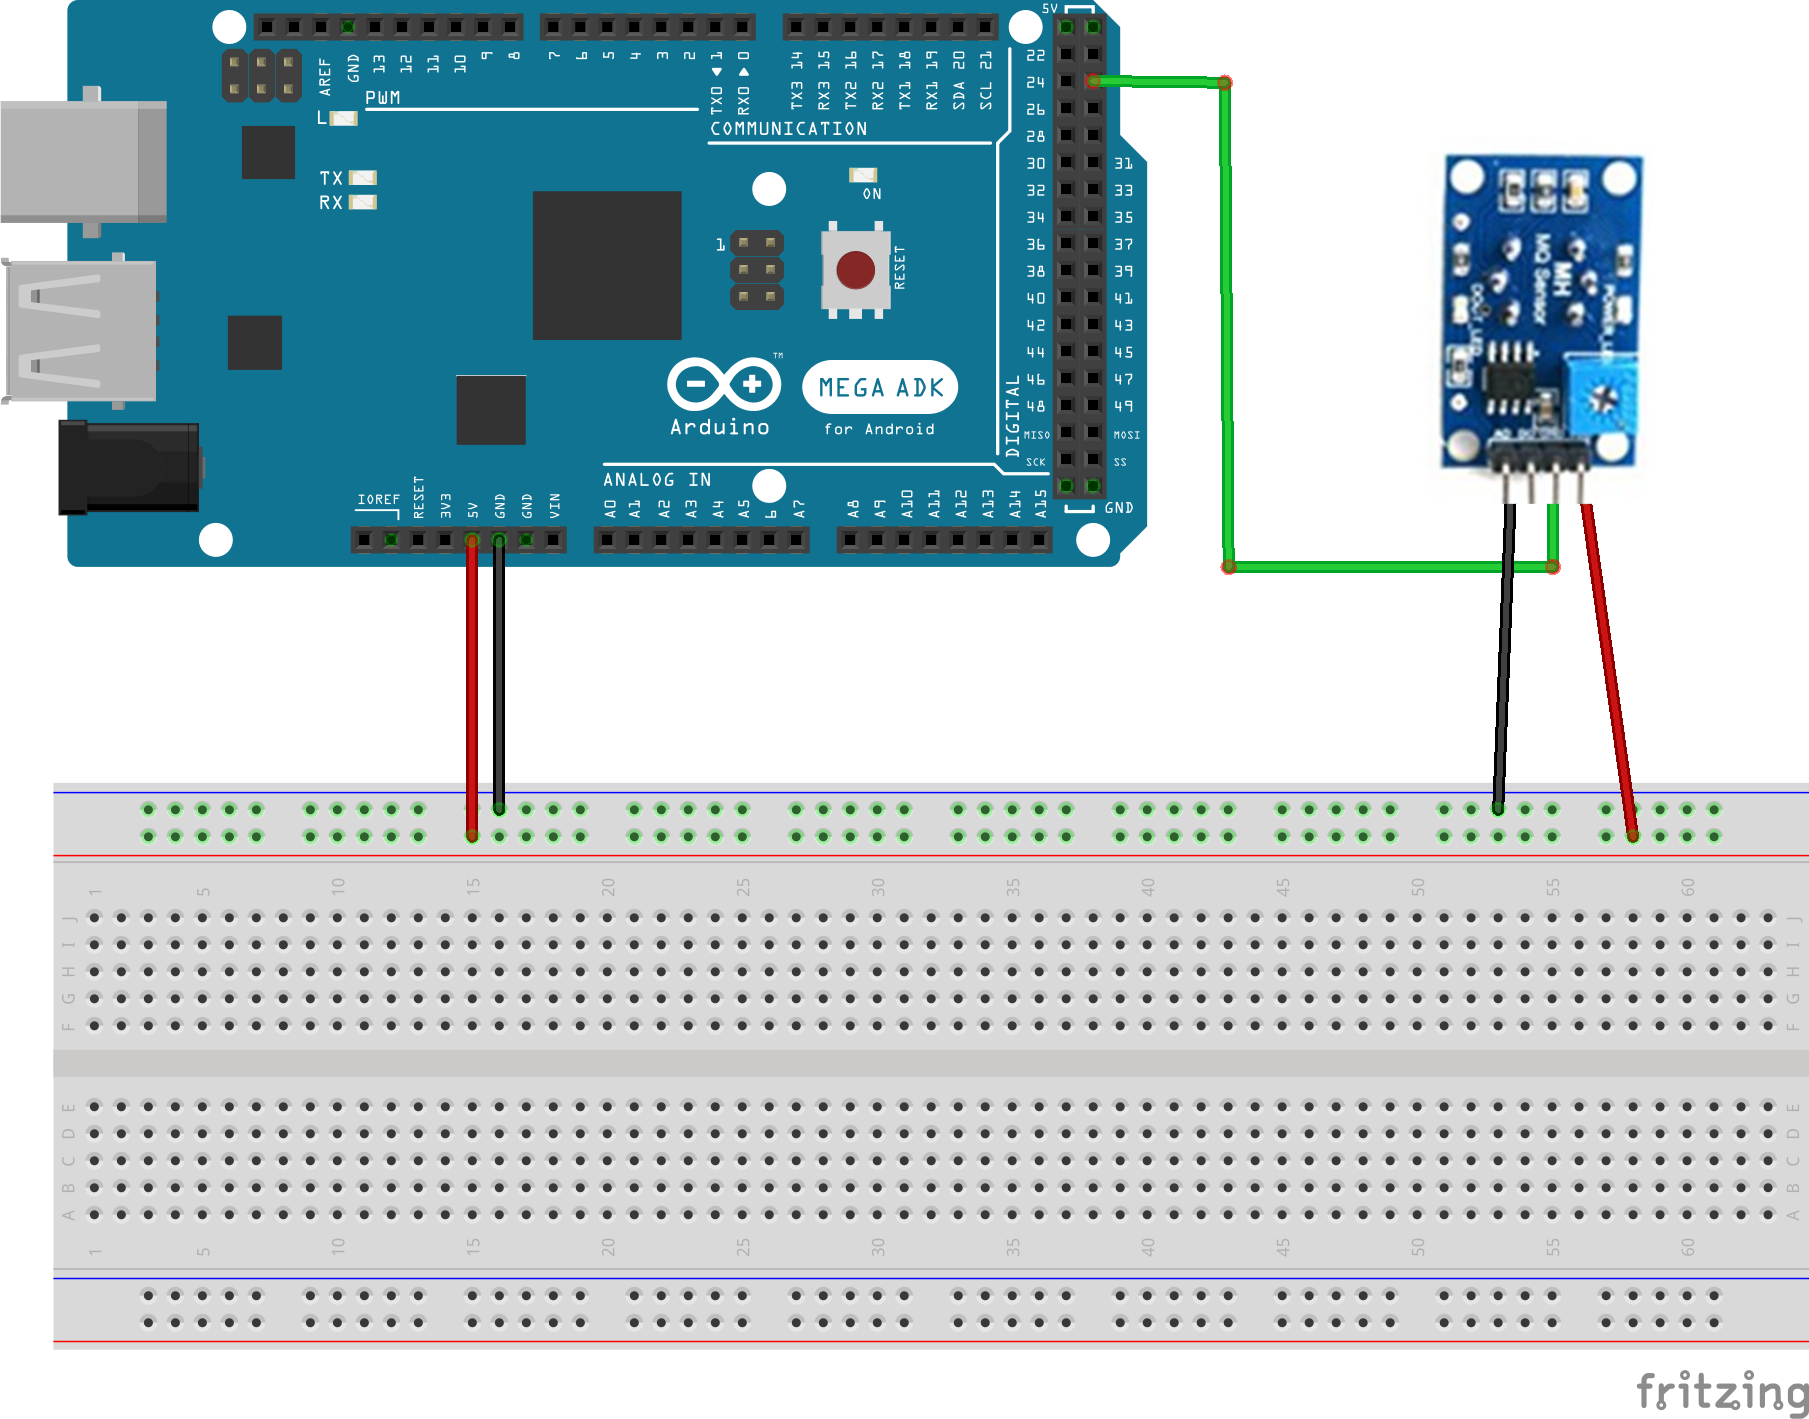 5V
AREF
GND
13
12
11
10
9
8
7
6
5
4
3
2
TX0 1
RX0 0
TX3 14
RX3 15
TX2 16
RX2 17
TX1 18
RX1 19
SDA 20
SCL 21
PWM
COMMUNICATION
L
TX
RX
ON
1
RESET
22
24
26
28
30 31
32 33
34 35
36 37
38 39
40 41
42 43
44 45
46 47
48 49
MISO MOSI
SCK SS
GND
DIGITAL
TM
Arduino
MEGA ADK
for Android
ANALOG IN
IOREF
RESET
3V3
5V
GND
GND
VIN
A0
A1
A2
A3
A4
A5
6
A7
A8
A9
A10
A11
A12
A13
A14
A15
MH
MQ Sensor
1 5 10 15 20 25 30 35 40 45 50 55 60
J J
I I
H H
G G
F F
E E
D D
C C
B B
A A
1 5 10 15 20 25 30 35 40 45 50 55 60
fritzing